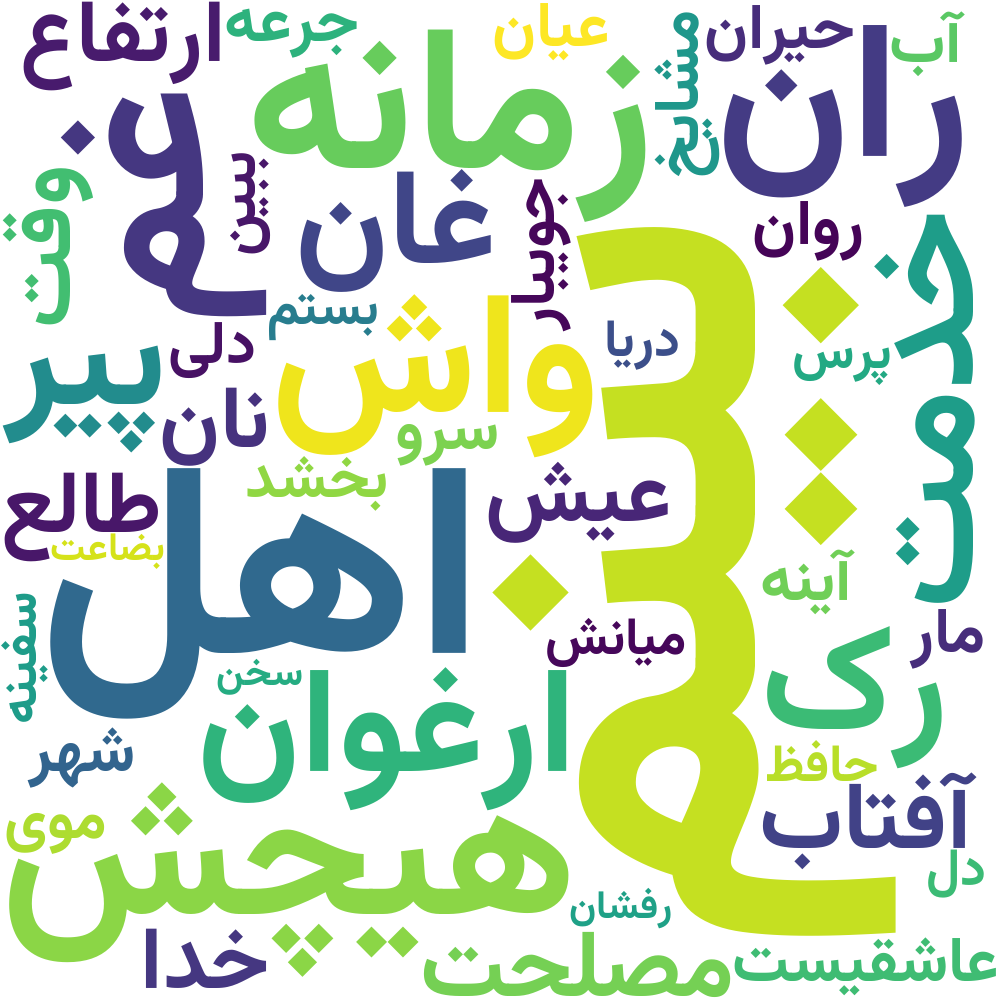 ارتفاع
جرعه
زمانه
عیان
مشایخ
حیران
ران
آب
غم
وقت
ببین
غان
جویبار
بینم
روان
خدمت
بستم
واش
دریا
پرس
پیر
دلی
نان
سرو
بخشد
عیش
طالع
بضاعت
اهل
آینه
سفینه
سخن
میانش
مار
ارغوان
رک
شهر
حافظ
آفتاب
موی
هیچش
دل
رفشان
خدا
مصلحت
عاشقیست